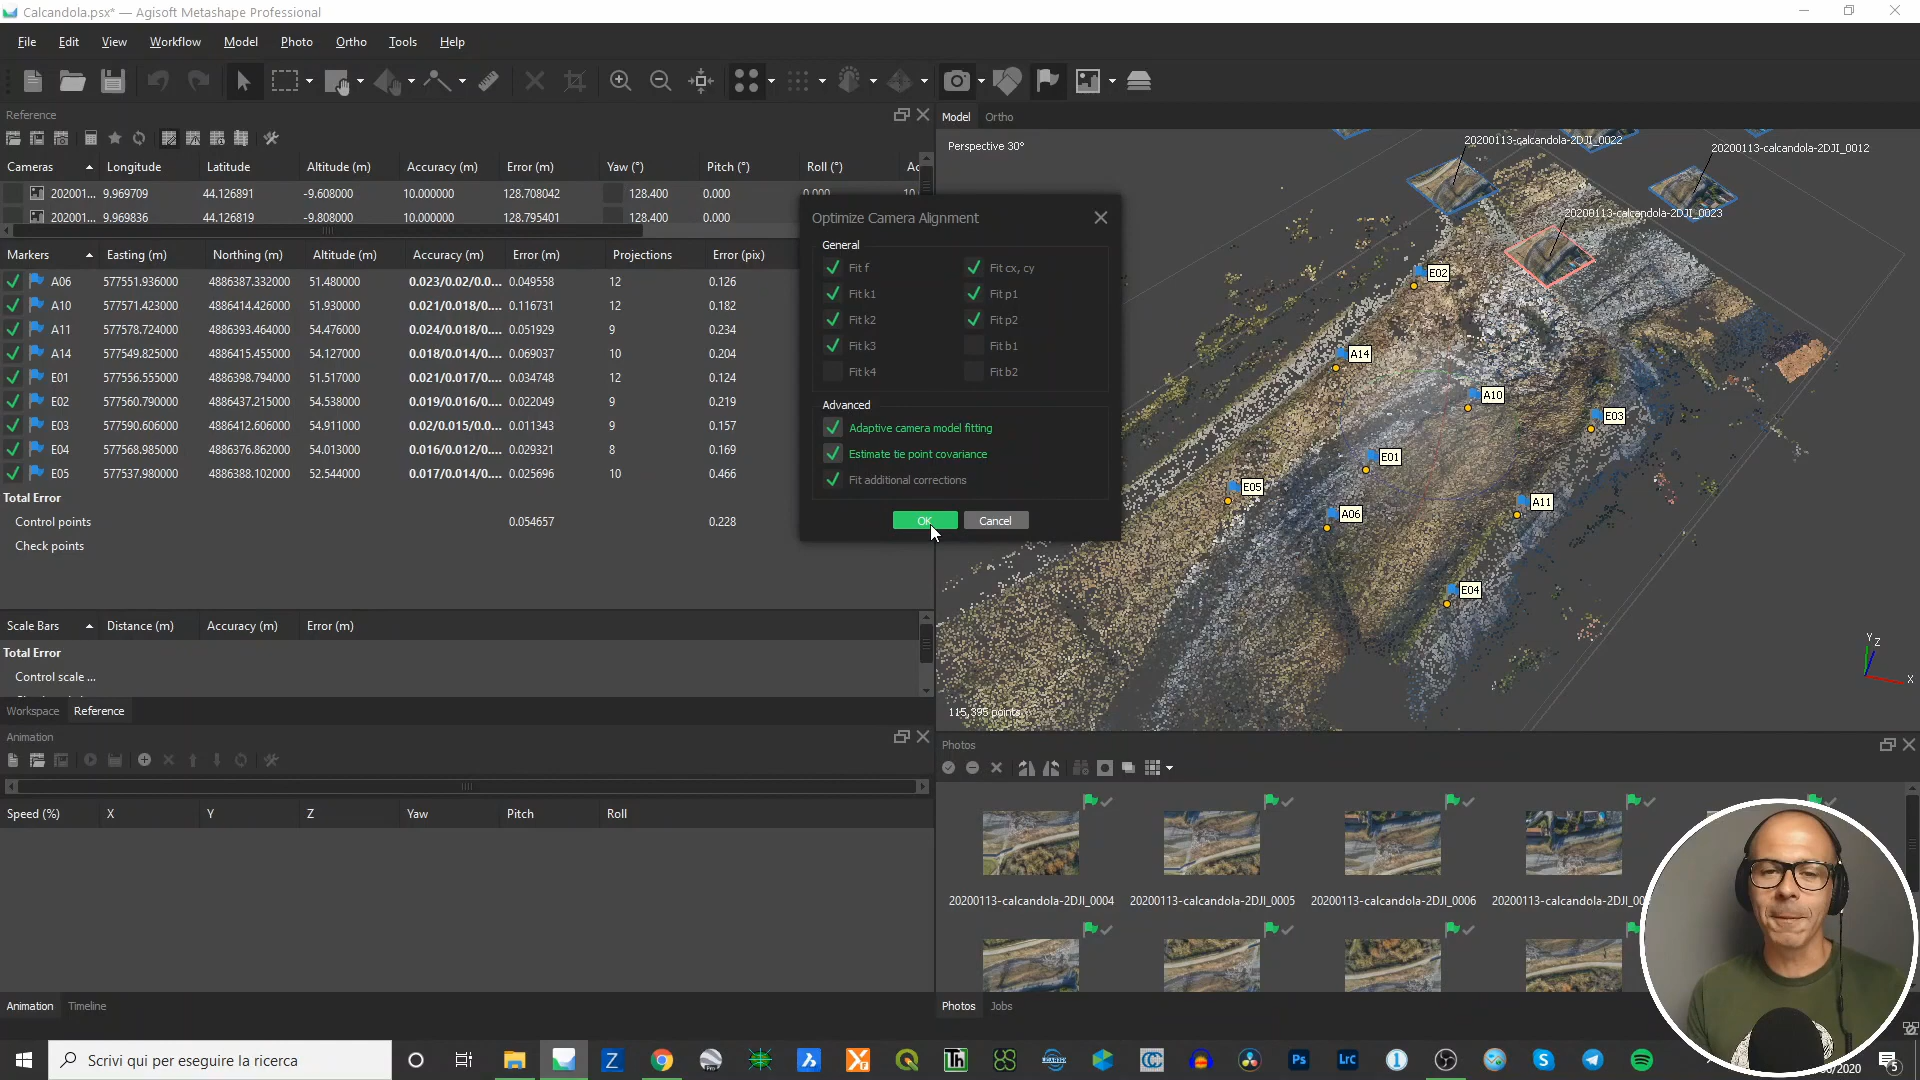 Calcandola.psx* — Agisoft Metashape Professional
File Edit View Workflow Model Photo Ortho Tools Help
Reference
Cameras Longitude Latitude Altitude (m) Accuracy (m) Error (m) Yaw (°) Pitch (°) Roll (°) Ac
202001... 9.969709 44.126891 -9.608000 10.000000 128.708042 128.400 0.000 0.000
202001... 9.969836 44.126819 -9.808000 10.000000 128.795401 128.400 0.000
Markers Easting (m) Northing (m) Altitude (m) Accuracy (m) Error (m) Projections Error (pix)
A06 577551.936000 4886387.332000 51.480000 0.023/0.02/0.0... 0.049558 12 0.126
A10 577571.423000 4886414.426000 51.930000 0.021/0.018/0.... 0.116731 12 0.182
A11 577578.724000 4886393.464000 54.476000 0.024/0.018/0.... 0.051929 9 0.234
A14 577549.825000 4886415.455000 54.127000 0.018/0.014/0.... 0.069037 10 0.204
E01 577556.555000 4886398.794000 51.517000 0.021/0.017/0.... 0.034748 12 0.124
E02 577560.790000 4886437.215000 54.538000 0.019/0.016/0.... 0.022049 9 0.219
E03 577590.606000 4886412.606000 54.911000 0.02/0.015/0.0... 0.011343 9 0.157
E04 577568.985000 4886376.862000 54.013000 0.016/0.012/0.... 0.029321 8 0.169
E05 577537.980000 4886388.102000 52.544000 0.017/0.014/0.... 0.025696 10 0.466
Total Error
Control points 0.054657 0.228
Check points
Scale Bars Distance (m) Accuracy (m) Error (m)
Total Error
Control scale ...
Workspace Reference
Animation
Speed (%) X Y Z Yaw Pitch Roll
Animation Timeline
Optimize Camera Alignment
General
Fit f Fit cx, cy
Fit k1 Fit p1
Fit k2 Fit p2
Fit k3 Fit b1
Fit k4 Fit b2
Advanced
Adaptive camera model fitting
Estimate tie point covariance
Fit additional corrections
OK Cancel
Model Ortho
Perspective 30°
20200113-calcandola-2DJI_0022
20200113-calcandola-2DJI_0012
20200113-calcandola-2DJI_0023
E02
A14
A10
E03
E01
E05
A11
A06
E04
Y
Z
X
115,395 points
Photos
20200113-calcandola-2DJI_0004 20200113-calcandola-2DJI_0005 20200113-calcandola-2DJI_0006 20200113-calcandola-2DJI_00
Photos Jobs
Scrivi qui per eseguire la ricerca
Ps Lrc
/2020
5